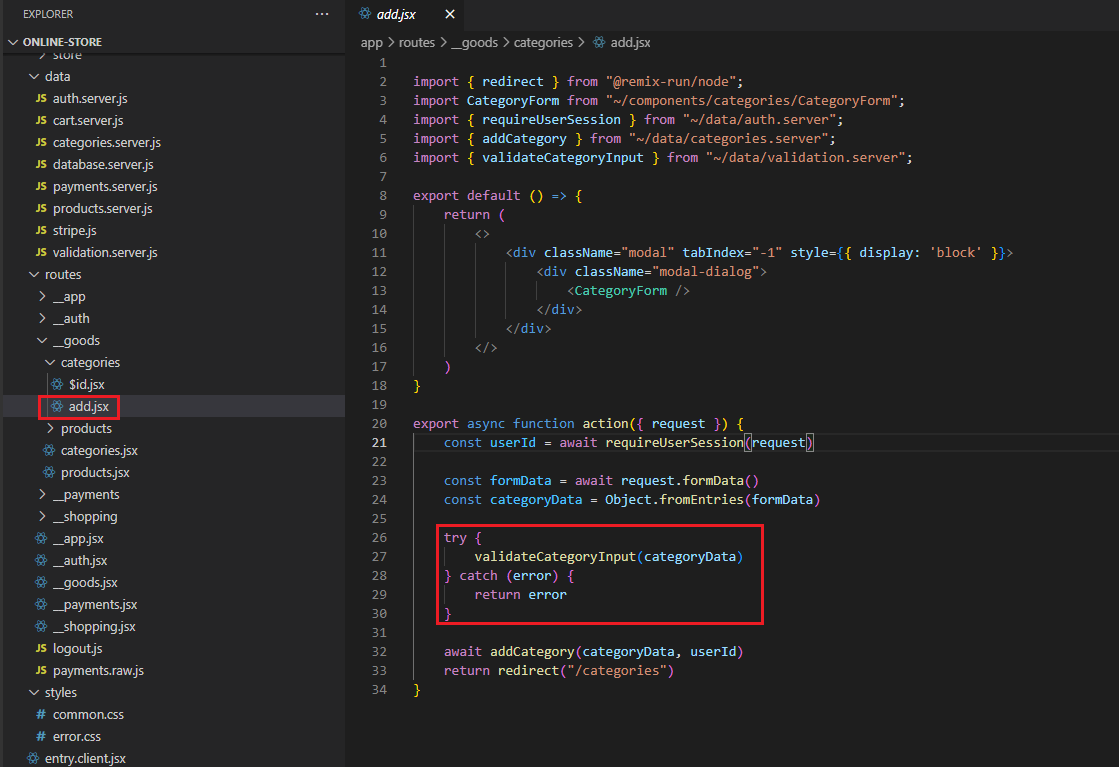 EXPLORER ...
ONLINE-STORE
store
data
JS auth.server.js
JS cart.server.js
JS categories.server.js
JS database.server.js
JS payments.server.js
JS products.server.js
JS stripe.js
JS validation.server.js
routes
__app
__auth
__goods
categories
$id.jsx
add.jsx
products
categories.jsx
products.jsx
__payments
__shopping
__app.jsx
__auth.jsx
__goods.jsx
__payments.jsx
__shopping.jsx
JS logout.js
JS payments.raw.js
styles
# common.css
# error.css
entry.client.jsx
add.jsx
app > routes > __goods > categories > add.jsx
1
2 import { redirect } from "@remix-run/node";
3 import CategoryForm from "~/components/categories/CategoryForm";
4 import { requireUserSession } from "~/data/auth.server";
5 import { addCategory } from "~/data/categories.server";
6 import { validateCategoryInput } from "~/data/validation.server";
7
8 export default () => {
9 return (
10 <>
11 <div className="modal" tabIndex="-1" style={{ display: 'block' }}>
12 <div className="modal-dialog">
13 <CategoryForm />
14 </div>
15 </div>
16 </>
17 )
18 }
19
20 export async function action({ request }) {
21 const userId = await requireUserSession(request)
22
23 const formData = await request.formData()
24 const categoryData = Object.fromEntries(formData)
25
26 try {
27 validateCategoryInput(categoryData)
28 } catch (error) {
29 return error
30 }
31
32 await addCategory(categoryData, userId)
33 return redirect("/categories")
34 }